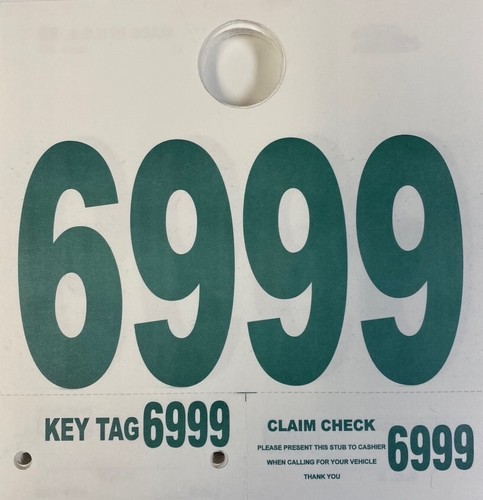 6999
KEY TAG 6999
CLAIM CHECK
PLEASE PRESENT THIS STUB TO CASHIER
WHEN CALLING FOR YOUR VEHICLE
THANK YOU
6999